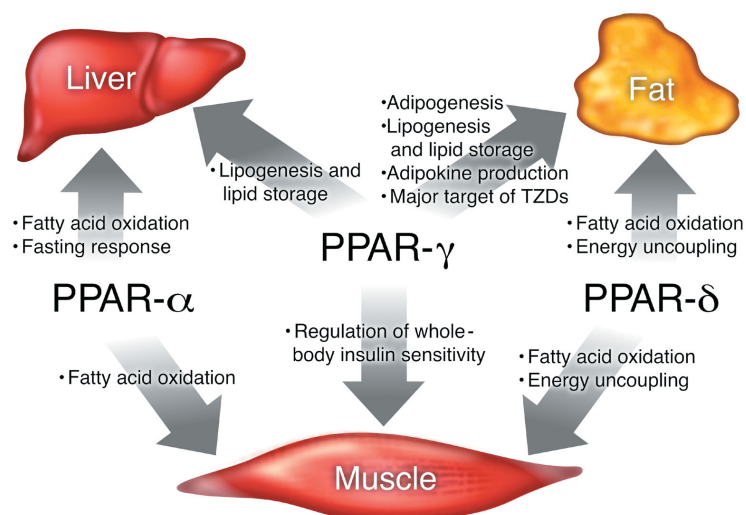 Liver
Fat
•Adipogenesis
•Lipogenesis
and lipid storage
•Adipokine production
• Major target of TZDs
• Lipogenesis and
lipid storage
• Fatty acid oxidation
• Fasting response
• Fatty acid oxidation
• Energy uncoupling
PPAR-γ
PPAR-α
PPAR-δ
• Regulation of whole-
body insulin sensitivity
• Fatty acid oxidation
• Fatty acid oxidation
• Energy uncoupling
Muscle